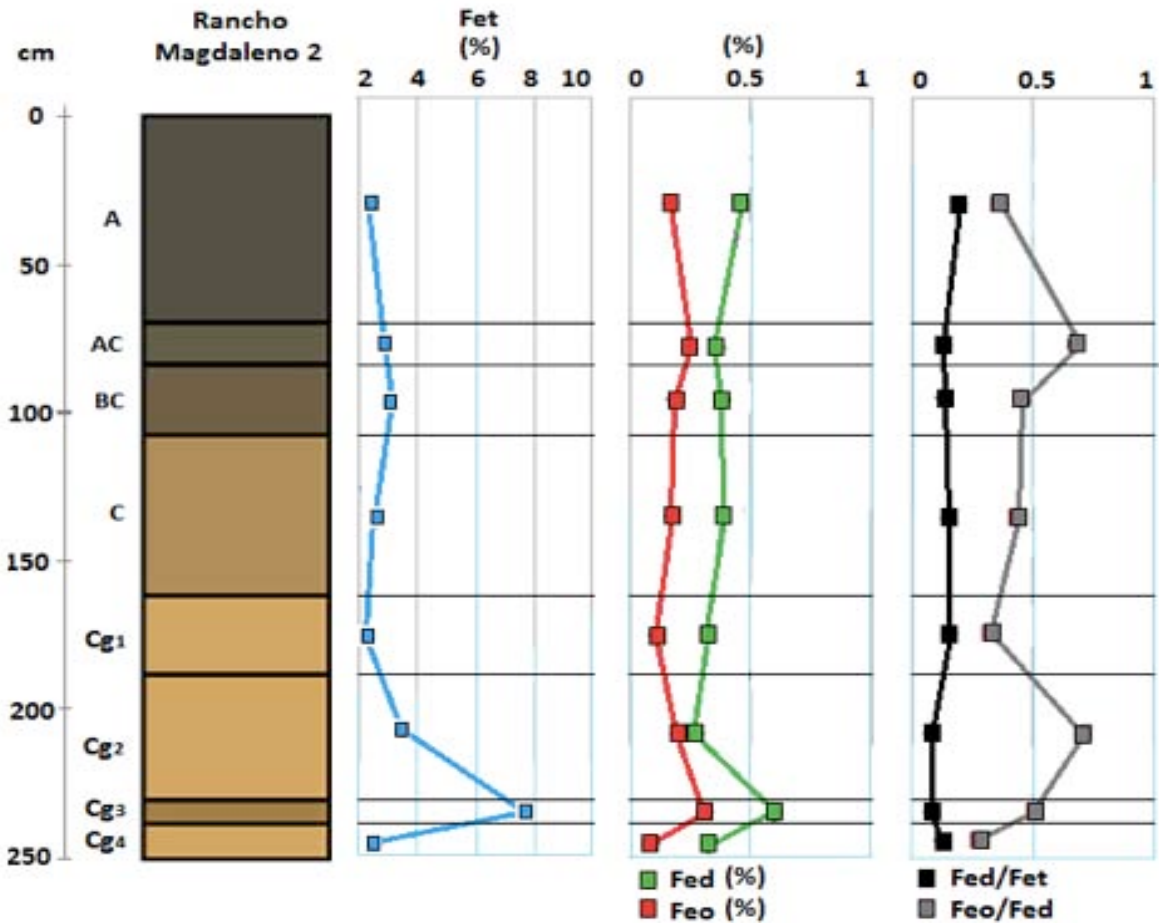 Rancho
Magdaleno 2
cm
Fet
(%)
(%)
2 4 6 8 10
0 0.5 1
0 0.5 1
0
A
50
AC
BC
100
C
150
Cg1
200
Cg2
Cg3
Cg4
250
Fed (%)
Feo (%)
Fed/Fet
Feo/Fed